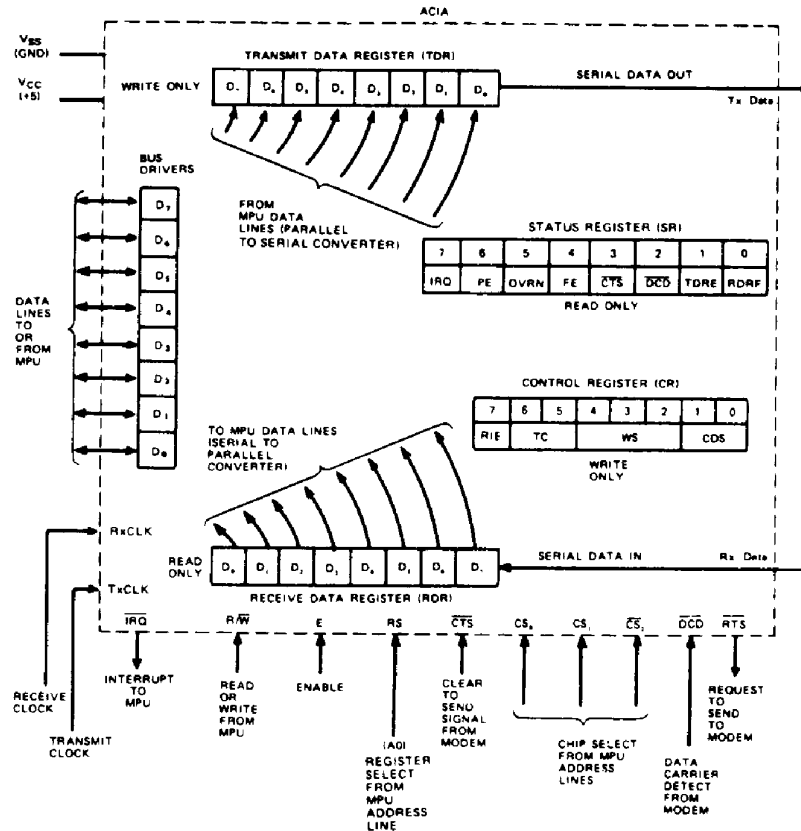 ACIA
VSS
(GND)
VCC
(+5)
TRANSMIT DATA REGISTER (TDR)
WRITE ONLY
SERIAL DATA OUT
Tx Data
BUS
DRIVERS
D7
D6
D5
D4
D3
D2
D1
D0
DATA
LINES
TO
OR
FROM
MPU
FROM
MPU DATA
LINES (PARALLEL
TO SERIAL CONVERTER)
STATUS REGISTER (SR)
7 6 5 4 3 2 1 0
IRQ PE OVRN FE C̅T̅S̅ D̅C̅D̅ TDRE RDRF
READ ONLY
CONTROL REGISTER (CR)
7 6 5 4 3 2 1 0
RIE TC WS CDS
WRITE
ONLY
TO MPU DATA LINES
(SERIAL TO
PARALLEL
CONVERTER)
RxCLK
READ
ONLY
SERIAL DATA IN
Rx Data
TxCLK
RECEIVE DATA REGISTER (RDR)
I̅R̅Q̅ R/W̅ E RS C̅T̅S̅ CS0 CS1 C̅S̅2 D̅C̅D̅ R̅T̅S̅
RECEIVE
CLOCK
TRANSMIT
CLOCK
INTERRUPT
TO MPU
READ
OR
WRITE
FROM
MPU
ENABLE
(A0)
REGISTER
SELECT
FROM
MPU
ADDRESS
LINE
CLEAR
TO
SEND
SIGNAL
FROM
MODEM
CHIP SELECT
FROM MPU
ADDRESS
LINES
DATA
CARRIER
DETECT
FROM
MODEM
REQUEST
TO
SEND
TO
MODEM